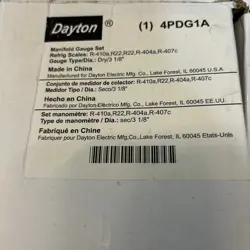 Dayton
(1) 4PDG1A
Manifold Gauge Set
Refrig Scales: R-410a,R22,R22,R-404a,R-407c
Gauge Type/Dia.: Dry/3 1/8"
Made in China
Manufactured for Dayton Electric Mfg. Co., Lake Forest, IL 60045 U.S.A.
Conjunto de medidor de colector: R-410a,R22,R-404a,R-407c
Medidor Tipo / Dia.: Seco/3 1/8"
Hecho en China
Fabricado por Dayton-Eléctrico Mfg Co., Lake Forest, IL 60045 EE.UU.
Set manomètre: R-410a,R22,R-404a,R-407c
Type de manomètre / Dia.: sec/3 1/8"
Fabriqué en China
Fabriquer pour Dayton Electric Mfg,Co., Lake Forest, IL 60045 Etats-Unis